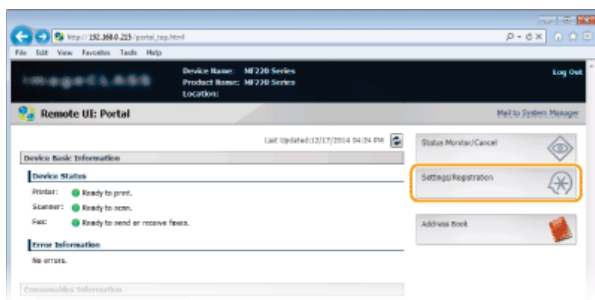 http://192.168.0.215/portal_top.html
File Edit View Favorites Tools Help
imageCLASS
Device Name: MF220 Series
Product Name: MF220 Series
Location:
Log Out
Remote UI: Portal
Mail to System Manager
Last Updated:12/17/2014 04:24 PM
Device Basic Information
Device Status
Printer: Ready to print.
Scanner: Ready to scan.
Fax: Ready to send or receive faxes.
Error Information
No errors.
Consumables Information
Status Monitor/Cancel
Settings/Registration
Address Book